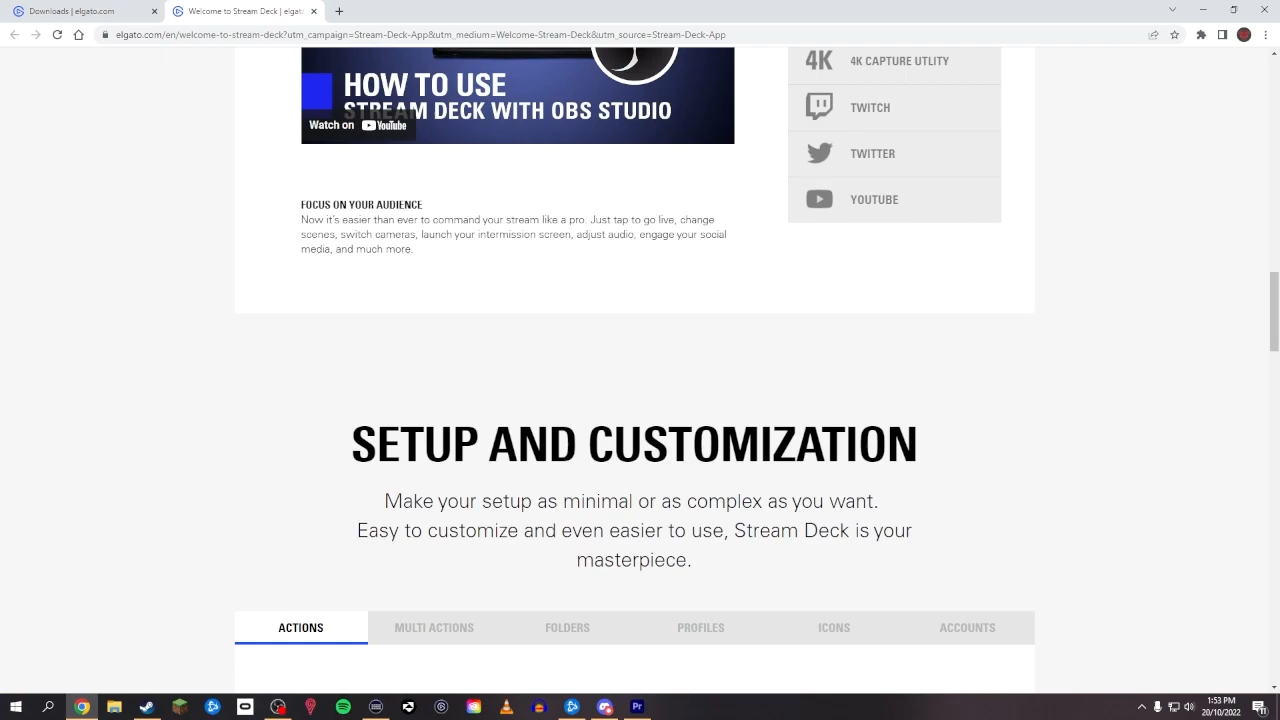 Downloads | elgato.com
Welcome to Stream Deck | elgato.c
elgato.com/en/welcome-to-stream-deck?utm_campaign=Stream-Deck-App&utm_medium=Welcome-Stream-Deck&utm_source=Stream-Deck-App
HOW TO USE
STREAM DECK WITH OBS STUDIO
Watch on YouTube
4K 4K CAPTURE UTLITY
TWITCH
TWITTER
YOUTUBE
FOCUS ON YOUR AUDIENCE
Now it's easier than ever to command your stream like a pro. Just tap to go live, change
scenes, switch cameras, launch your intermission screen, adjust audio, engage your social
media, and much more.
SETUP AND CUSTOMIZATION
Make your setup as minimal or as complex as you want.
Easy to customize and even easier to use, Stream Deck is your
masterpiece.
ACTIONS MULTI ACTIONS FOLDERS PROFILES ICONS ACCOUNTS
Pr
1:53 PM
20/10/2022